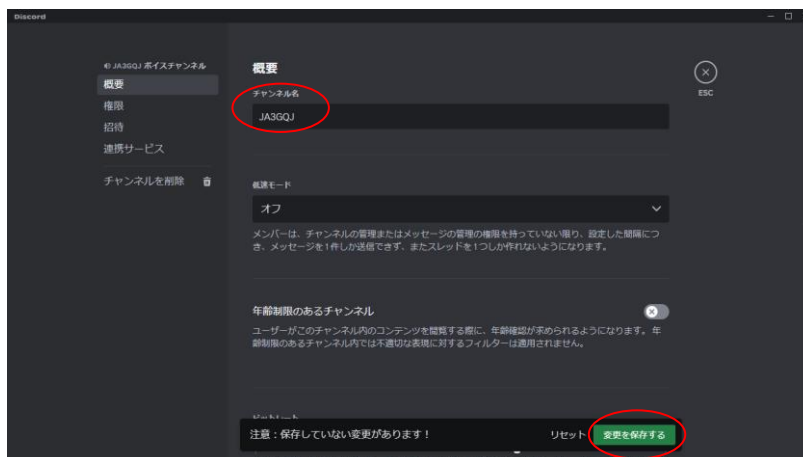 Discord
JA3GQJ ボイスチャンネル
概要
権限
招待
連携サービス
チャンネルを削除
概要
チャンネル名
JA3GQJ
ESC
低速モード
オフ
メンバーは、チャンネルの管理またはメッセージの管理の権限を持っていない限り、設定した間隔につ
き、メッセージを1件しか送信できず、またスレッドを1つしか作れないようになります。
年齢制限のあるチャンネル
ユーザーがこのチャンネル内のコンテンツを閲覧する際に、年齢確認が求められるようになります。年
齢制限のあるチャンネル内では不適切な表現に対するフィルターは適用されません。
ビットレート
注意：保存していない変更があります！
リセット
変更を保存する